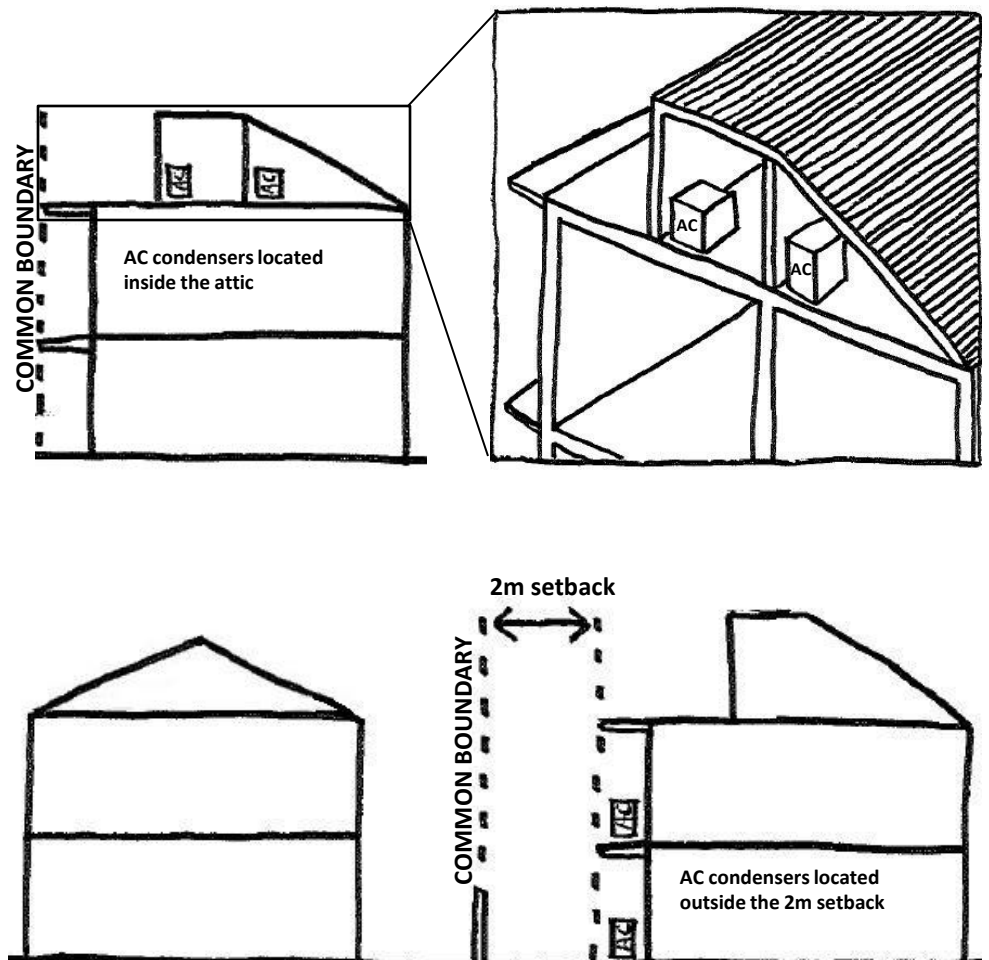 COMMON BOUNDARY
AC
AC
AC condensers located
inside the attic
AC
AC
2m setback
COMMON BOUNDARY
AC
AC condensers located
outside the 2m setback
AC